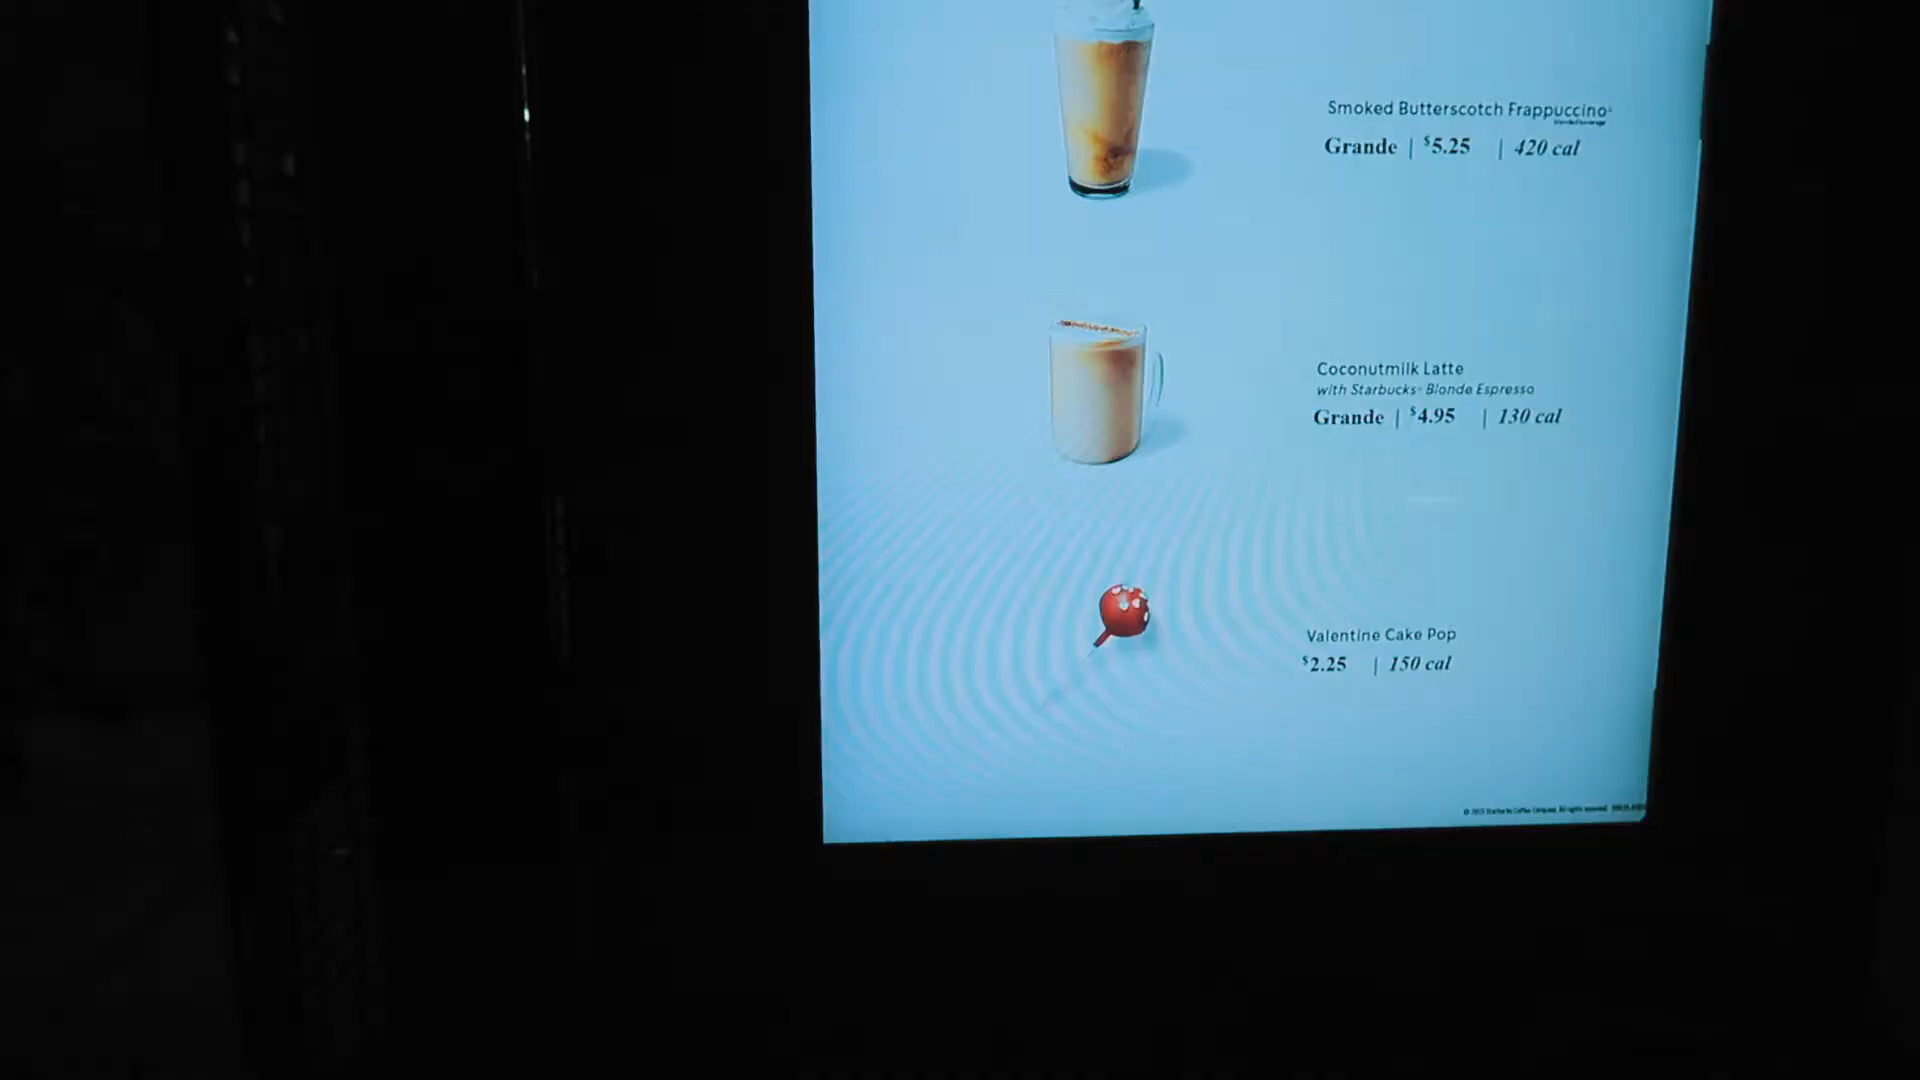 Smoked Butterscotch Frappuccino
Grande | $5.25 | 420 cal
Coconutmilk Latte
with Starbucks Blonde Espresso
Grande | $4.95 | 130 cal
Valentine Cake Pop
$2.25 | 150 cal